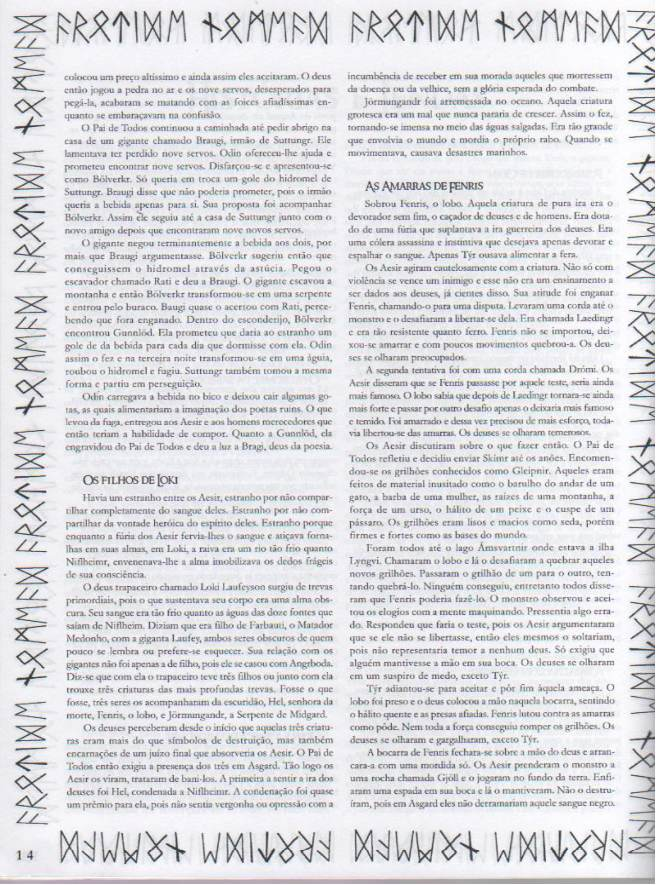 colocou um preço altíssimo e ainda assim eles aceitaram. O deus
então jogou a pedra no ar e os nove servos, desesperados para
pegá-la, acabaram se matando com as foices afiadíssimas en-
quanto se embaraçavam na confusão.
O Pai de Todos continuou a caminhada até pedir abrigo na
casa de um gigante chamado Braugi, irmão de Suttungr. Ele
lamentava ter perdido nove servos. Odin ofereceu-lhe ajuda e
prometeu encontrar nove servos. Disfarçou-se e apresentou-se
como Bölverkr. Só queria em troca um gole do hidromel de
Suttungr. Braugi disse que não poderia prometer, pois o irmão
queria a bebida apenas para si. Sua proposta foi acompanhar
Bölverkr. Assim ele seguiu até a casa de Suttungr junto com o
novo amigo depois que encontraram nove novos servos.
O gigante negou terminantemente a bebida aos dois, por
mais que Braugi argumentasse. Bölverkr sugeriu então que
conseguissem o hidromel através da astúcia. Pegou o
escavador chamado Rati e deu a Braugi. O gigante escavou a
montanha e então Bölverkr transformou-se em uma serpente
e entrou pelo buraco. Baugi quase o acertou com Rati, perce-
bendo que fora enganado. Dentro do esconderijo, Bölverkr
encontrou Gunnlöd. Ela prometeu que daria ao estranho um
gole de da bebida para cada dia que dormisse com ela. Odin
assim o fez e na terceira noite transformou-se em uma águia,
roubou o hidromel e fugiu. Suttungr também tomou a mesma
forma e partiu em perseguição.
Odin carregava a bebida no bico e deixou cair algumas go-
tas, as quais alimentariam a imaginação dos poetas ruins. O que
levou da fuga, entregou aos Aesir e aos homens merecedores que
então teriam a habilidade de compor. Quanto a Gunnlöd, ela
engravidou do Pai de Todos e deu a luz a Bragi, deus da poesia.
OS FILHOS DE LOKI
Havia um estranho entre os Aesir, estranho por não compar-
tilhar completamente do sangue deles. Estranho por não com-
partilhar da vontade heróica do espírito deles. Estranho porque
enquanto a fúria dos Aesir fervia-lhes o sangue e atiçava forna-
lhas em suas almas, em Loki, a raiva era um rio tão frio quanto
Niflheimr, envenenava-lhe a alma imobilizava os dedos frágeis
de sua consciência.
O deus trapaceiro chamado Loki Laufeyson surgiu de trevas
primordiais, pois o que sustentava seu corpo era uma alma obs-
cura. Seu sangue era tão frio quanto as águas das doze fontes que
saíam de Niflheim. Diziam que era filho de Farbauti, o Matador
Medonho, com a giganta Laufey, ambos seres obscuros de quem
pouco se lembra ou prefere-se esquecer. Sua relação com os
gigantes não foi apenas a de filho, pois ele se casou com Angrboda.
Diz-se que com ela o trapaceiro teve três filhos ou junto com ela
trouxe três criaturas das mais profundas trevas. Fosse o que
fosse, três seres os acompanharam da escuridão, Hel, senhora da
morte, Fenris, o lobo, e Jörmungandr, a Serpente de Midgard.
Os deuses perceberam desde o início que aquelas três criatu-
ras eram mais do que símbolos de destruição, mas também
encarnações de um juízo final que absorveria os Aesir. O Pai de
Todos então exigiu a presença dos três em Asgard. Tão logo os
Aesir os viram, trataram de bani-los. A primeira a sentir a ira dos
deuses foi Hel, condenada a Niflheimr. A condenação foi quase
um prêmio para ela, pois não sentia vergonha ou opressão com a
incumbência de receber em sua morada aqueles que morressem
da doença ou da velhice, sem a glória esperada do combate.
Jörmungandr foi arremessada no oceano. Aquela criatura
grotesca era um mal que nunca pararia de crescer. Assim o fez,
tornando-se imensa no meio das águas salgadas. Era tão grande
que envolvia o mundo e mordia o próprio rabo. Quando se
movimentava, causava desastres marinhos.
AS AMARRAS DE FENRIS
Sobrou Fenris, o lobo. Aquela criatura de pura ira era o
devorador sem fim, o caçador de deuses e de homens. Era dota-
do de uma fúria que suplantava a ira guerreira dos deuses. Era
uma cólera assassina e instintiva que desejava apenas devorar e
espalhar o sangue. Apenas Týr ousava alimentar a fera.
Os Aesir agiram cautelosamente com a criatura. Não só com
violência se vence um inimigo e esse não era um ensinamento a
ser dados aos deuses, já cientes disso. Sua atitude foi enganar
Fenris, chamando-o para uma disputa. Levaram uma corda até o
monstro e o desafiaram a libertar-se dela. Era chamada Laedingr
e era tão resistente quanto ferro. Fenris não se importou, dei-
xou-se amarrar e com poucos movimentos quebrou-a. Os deu-
ses se olharam preocupados.
A segunda tentativa foi com uma corda chamada Drómi. Os
Aesir disseram que se Fenris passasse por aquele teste, seria ainda
mais famoso. O lobo sabia que depois de Laedingr tornara-se ainda
mais forte e passar por outro desafio apenas o deixaria mais famoso
e temido. Foi amarrado e dessa vez precisou de mais esforço, toda-
via libertou-se das amarras. Os deuses se olharam temerosos.
Os Aesir discutiram sobre o que fazer então. O Pai de
Todos refletiu e decidiu enviar Skímr até os anões. Encomen-
dou-se os grilhões conhecidos como Gleipnir. Aqueles eram
feitos de material inusitado como o barulho do andar de um
gato, a barba de uma mulher, as raízes de uma montanha, a
força de um urso, o hálito de um peixe e o cuspe de um
pássaro. Os grilhões eram lisos e macios como seda, porém
firmes e fortes como as bases do mundo.
Foram todos até o lago Ámsvartnir onde estava a ilha
Lyngvi. Chamaram o lobo e lá o desafiaram a quebrar aqueles
novos grilhões. Passaram o grilhão de um para o outro, ten-
tando quebrá-lo. Ninguém conseguiu, entretanto todos disse-
ram que Fenris poderia fazê-lo. O monstro observou e acei-
tou os elogios com a mente maquinando. Pressentia algo erra-
do. Respondeu que faria o teste, pois os Aesir argumentaram
que se ele não se libertasse, então eles mesmos o soltariam,
pois não representaria temor a nenhum deus. Só exigiu que
alguém mantivesse a mão em sua boca. Os deuses se olharam
em um suspiro de medo, exceto Týr.
Týr adiantou-se para aceitar e pôr fim àquela ameaça. O
lobo foi preso e o deus colocou a mão naquela bocarra, sentindo
o hálito quente e as presas afiadas. Fenris lutou contra as amarras
como pôde. Nem toda a força conseguiu romper os grilhões. Os
deuses se olharam e gargalharam, exceto Týr.
A bocarra de Fenris fechara-se sobre a mão do deus e arran-
cara-a com uma mordida só. Os Aesir prenderam o monstro a
uma rocha chamada Gjöll e o jogaram no fundo da terra. Enfi-
aram uma espada em sua boca e lá o mantiveram. Não o destru-
íram, pois em Asgard eles não derramariam aquele sangue negro.
14